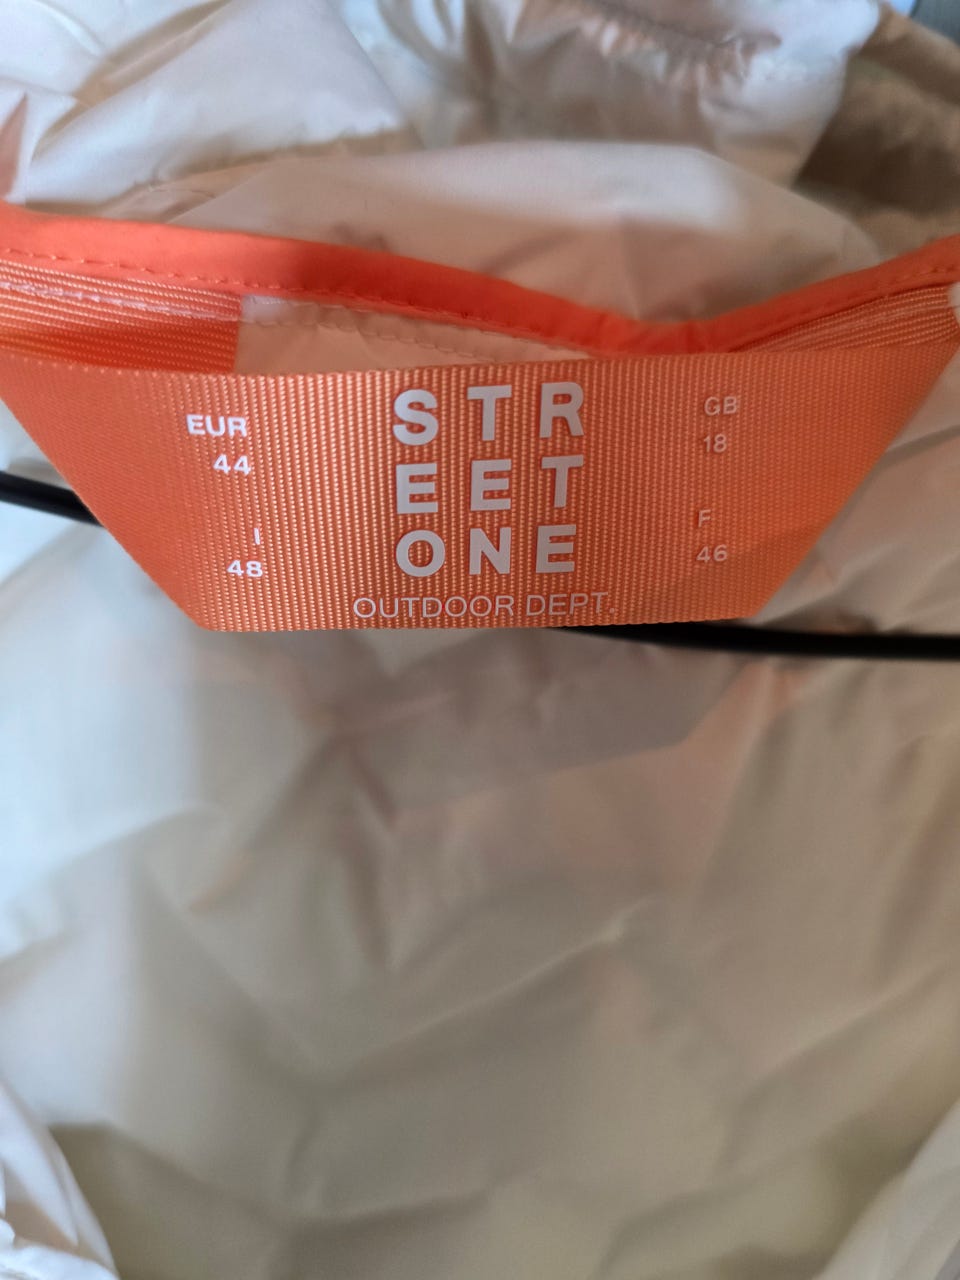 EUR
44
I
48
STR
EET
ONE
OUTDOOR DEPT.
GB
18
F
46